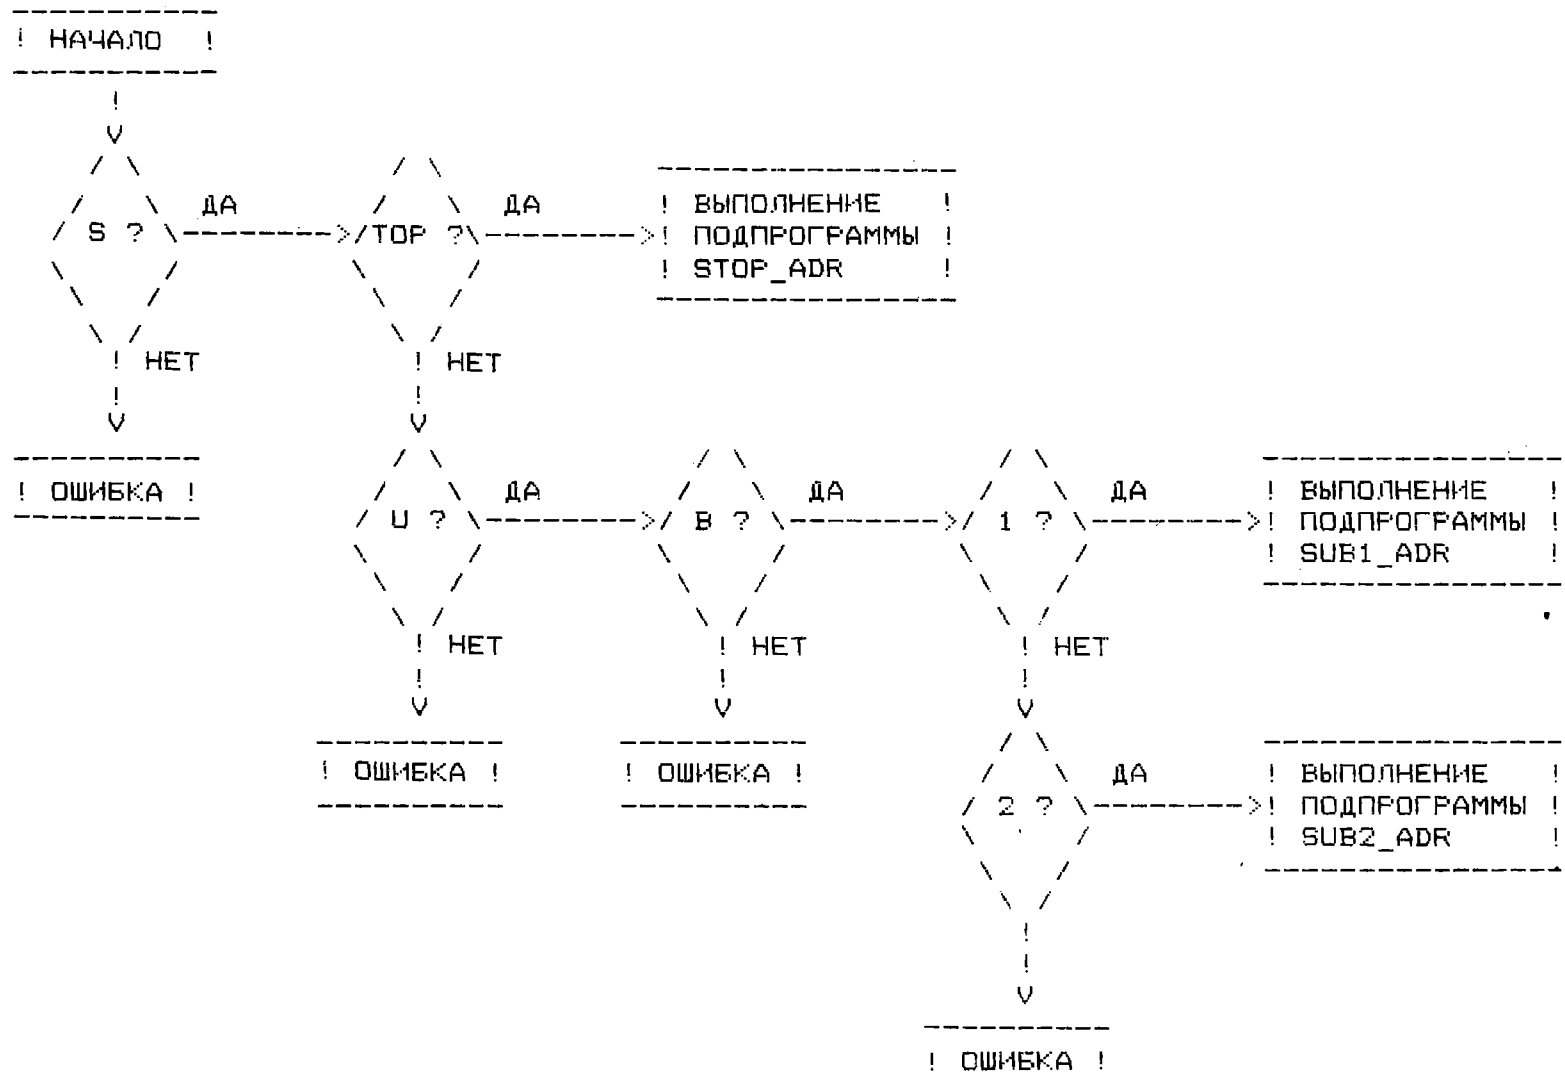 ! НАЧАЛО !
ДА ДА ! ВЫПОЛНЕНИЕ !
S ? TOP ? ! ПОДПРОГРАММЫ !
! STOP_ADR !
! НЕТ ! НЕТ
! ОШИБКА ! ДА ДА ДА ! ВЫПОЛНЕНИЕ !
U ? B ? 1 ? ! ПОДПРОГРАММЫ !
! SUB1_ADR !
! НЕТ ! НЕТ ! НЕТ
! ОШИБКА ! ! ОШИБКА ! ДА ! ВЫПОЛНЕНИЕ !
2 ? ! ПОДПРОГРАММЫ !
! SUB2_ADR !
! ОШИБКА !